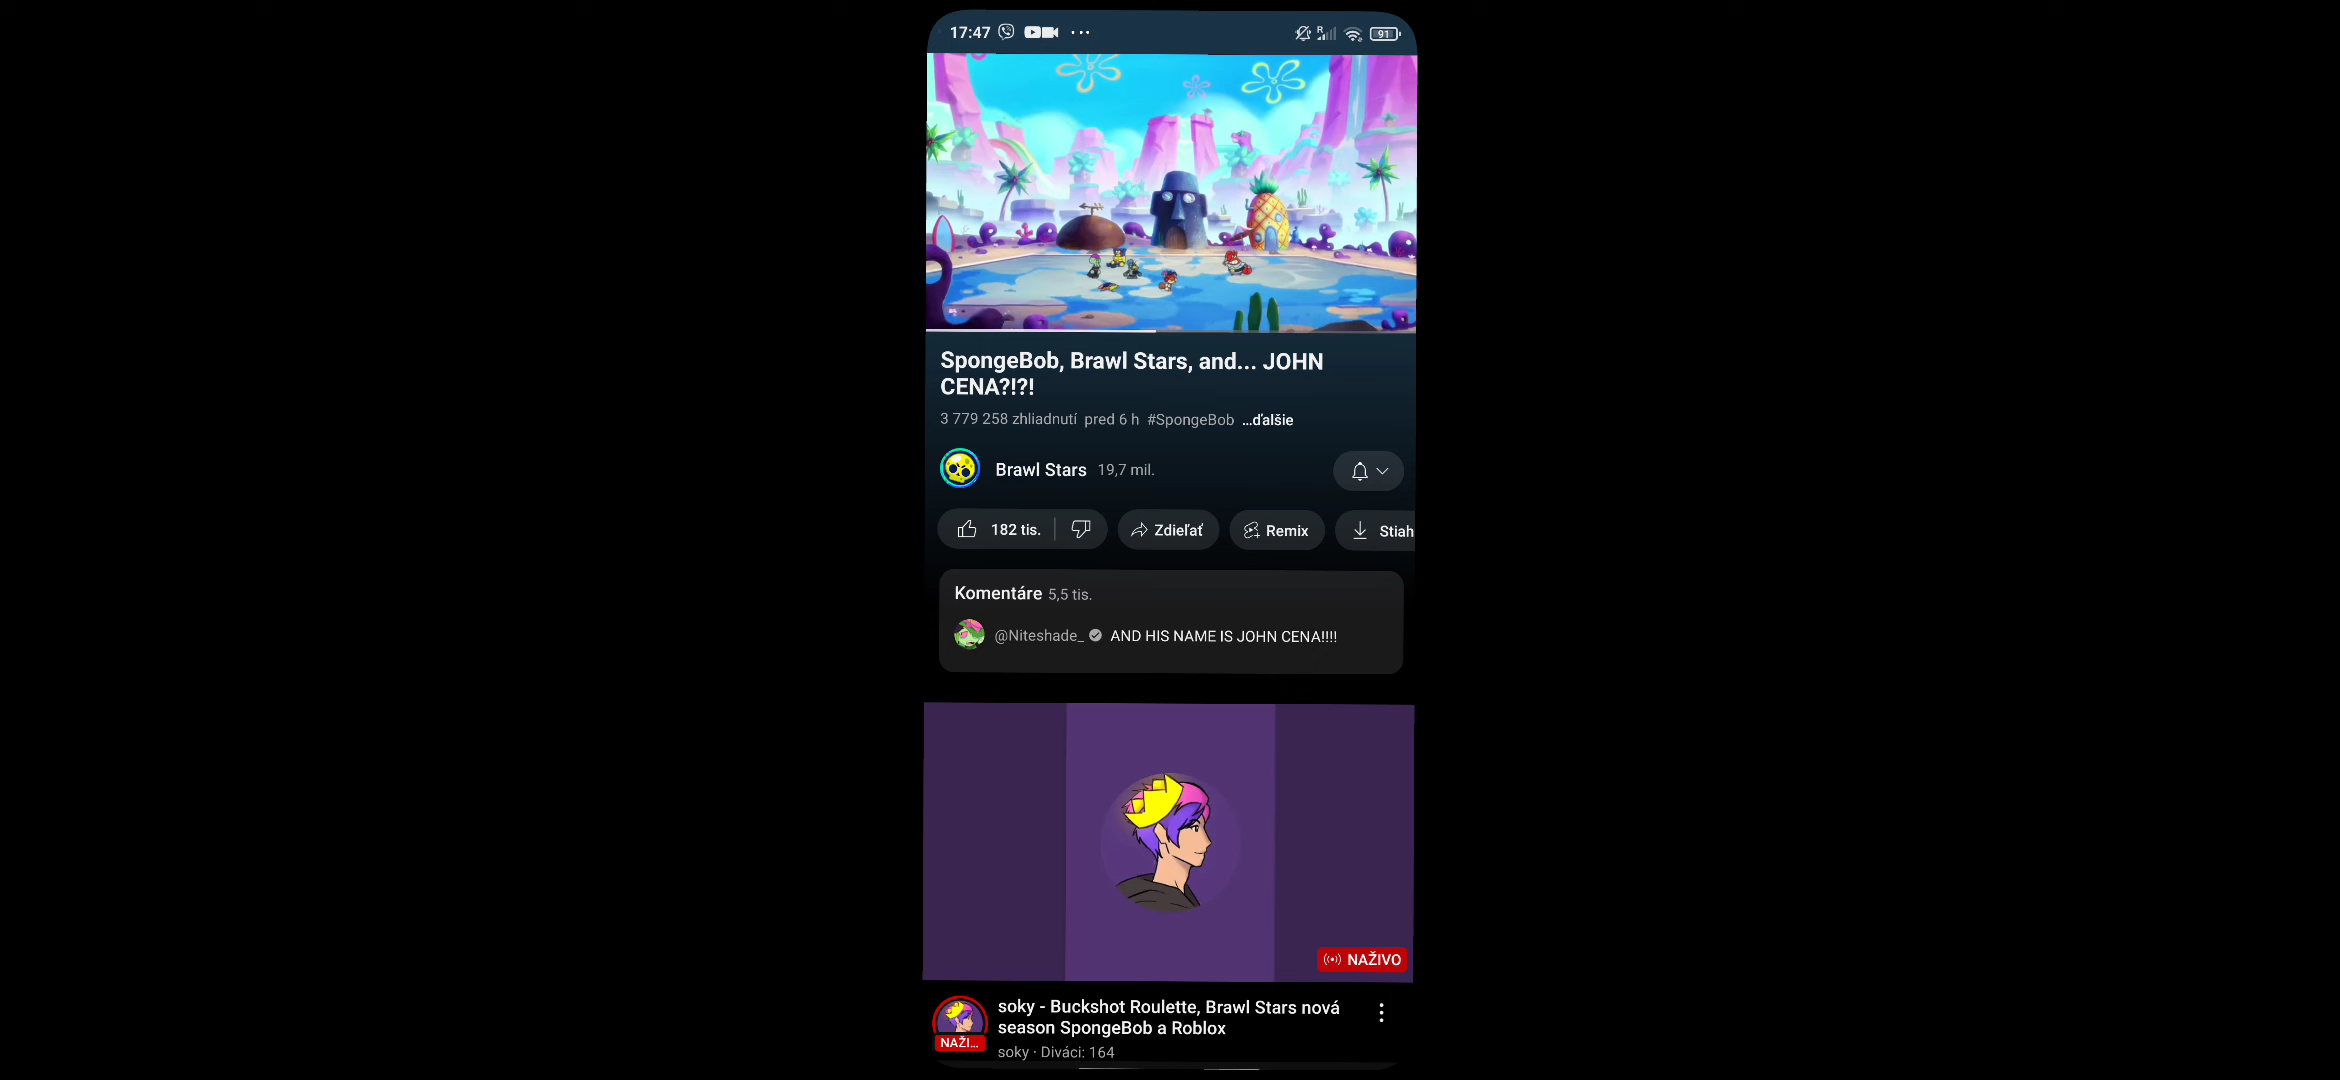 17:47
R
91
SpongeBob, Brawl Stars, and... JOHN
CENA?!?!
3 779 258 zhliadnutí pred 6 h #SpongeBob ...ďalšie
Brawl Stars 19,7 mil.
182 tis.
Zdieľať
Remix
Stiah
Komentáre 5,5 tis.
@Niteshade_ AND HIS NAME IS JOHN CENA!!!!
NAŽIVO
soky - Buckshot Roulette, Brawl Stars nová
season SpongeBob a Roblox
NAŽI...
soky · Diváci: 164